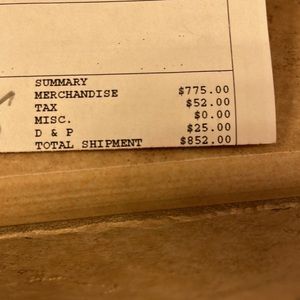 SUMMARY
MERCHANDISE $775.00
TAX $52.00
MISC. $0.00
D & P $25.00
TOTAL SHIPMENT $852.00